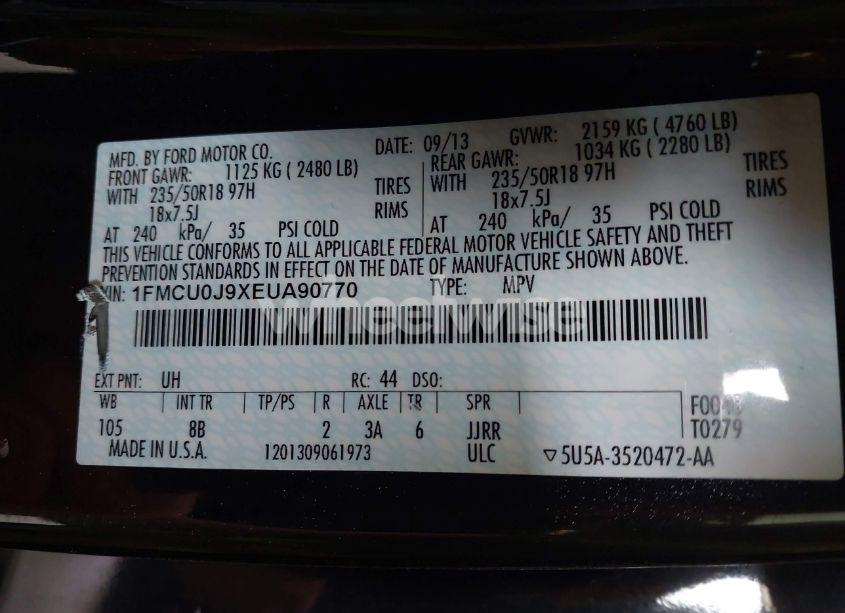 MFD. BY FORD MOTOR CO. DATE: 09/13 GVWR: 2159 KG ( 4760 LB)
FRONT GAWR: 1125 KG ( 2480 LB) REAR GAWR: 1034 KG ( 2280 LB)
WITH 235/50R18 97H TIRES WITH 235/50R18 97H TIRES
18x7.5J RIMS 18x7.5J RIMS
AT 240 kPa/ 35 PSI COLD AT 240 kPa/ 35 PSI COLD
THIS VEHICLE CONFORMS TO ALL APPLICABLE FEDERAL MOTOR VEHICLE SAFETY AND THEFT
PREVENTION STANDARDS IN EFFECT ON THE DATE OF MANUFACTURE SHOWN ABOVE.
VIN: 1FMCU0J9XEUA90770 TYPE: MPV
wheelwise
EXT PNT: UH RC: 44 DSO:
WB INT TR TP/PS R AXLE TR SPR
105 8B 2 3A 6 JJRR T0279
MADE IN U.S.A. 1201309061973 ULC 5U5A-3520472-AA